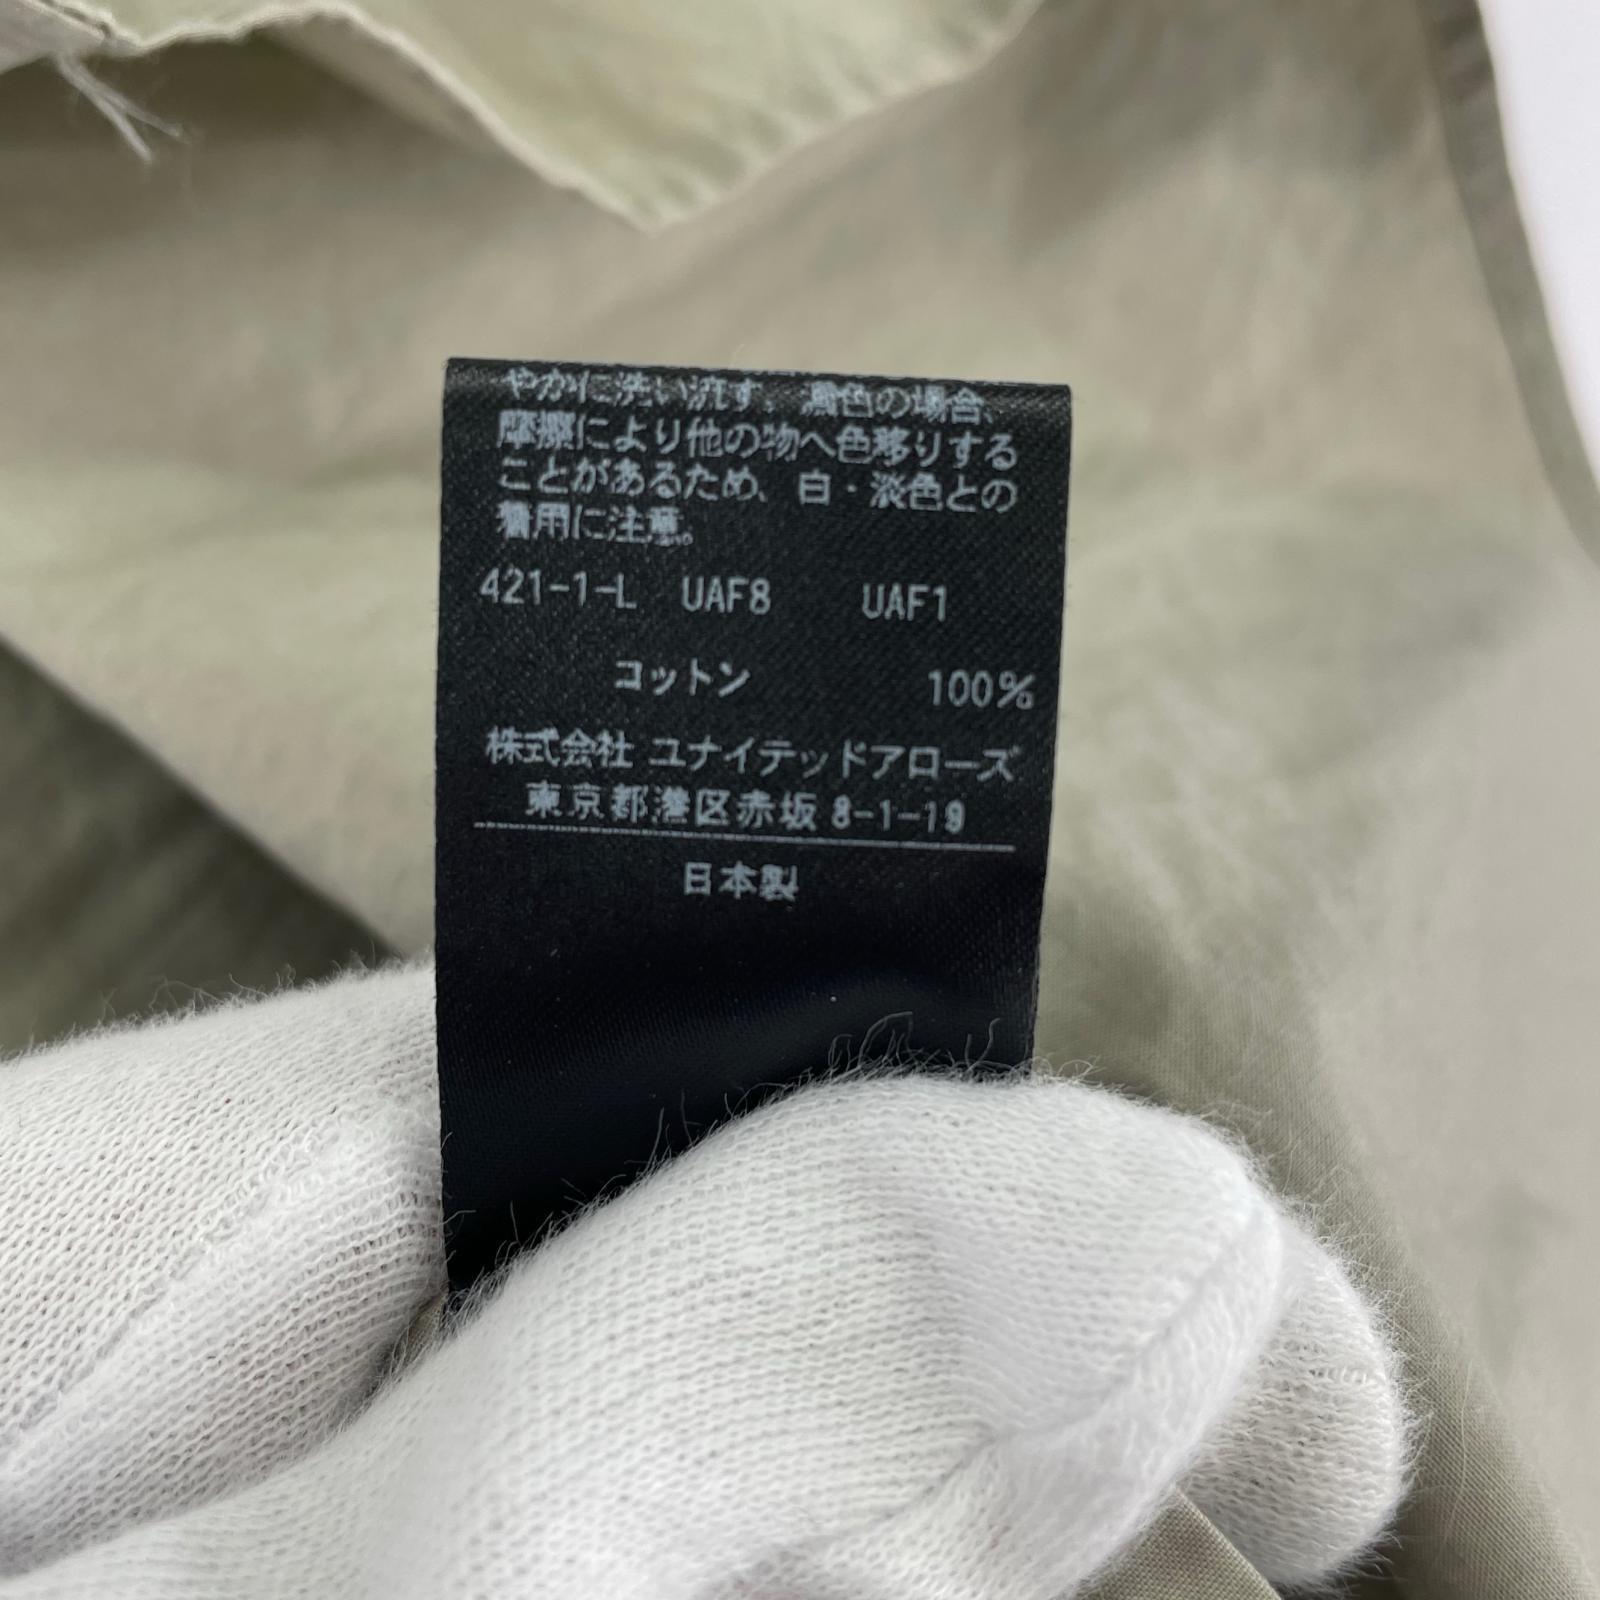 やかに洗い流す。濃色の場合、
摩擦により他の物へ色移りする
ことがあるため、白・淡色との
着用に注意。
421-1-L UAF8 UAF1
コットン 100%
株式会社 ユナイテッドアローズ
東京都港区赤坂 8-1-19
日本製